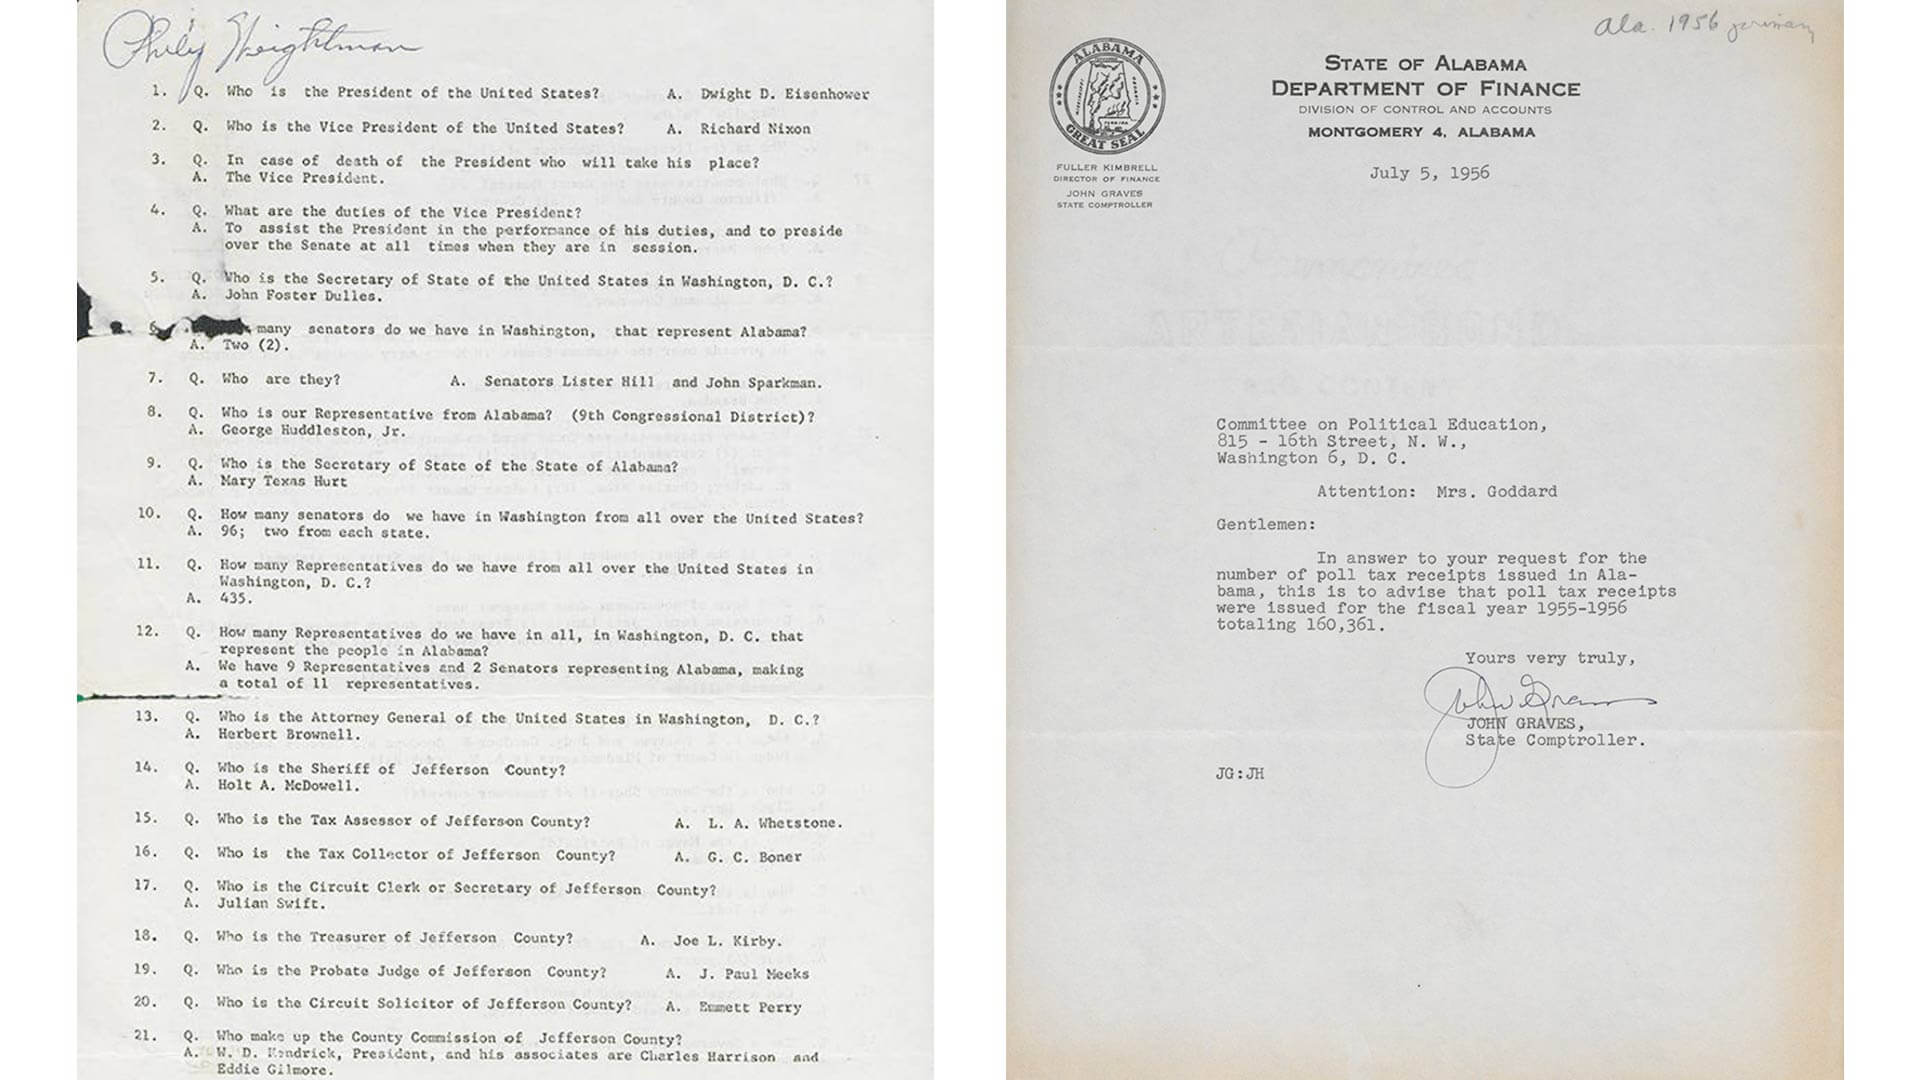 Philip Weightman
1. Q. Who is the President of the United States? A. Dwight D. Eisenhower
2. Q. Who is the Vice President of the United States? A. Richard Nixon
3. Q. In case of death of the President who will take his place?
A. The Vice President.
4. Q. What are the duties of the Vice President?
A. To assist the President in the performance of his duties, and to preside
over the Senate at all times when they are in session.
5. Q. Who is the Secretary of State of the United States in Washington, D. C.?
A. John Foster Dulles.
6. many senators do we have in Washington, that represent Alabama?
A. Two (2).
7. Q. Who are they? A. Senators Lister Hill and John Sparkman.
8. Q. Who is our Representative from Alabama? (9th Congressional District)?
A. George Huddleston, Jr.
9. Q. Who is the Secretary of State of the State of Alabama?
A. Mary Texas Hurt
10. Q. How many senators do we have in Washington from all over the United States?
A. 96; two from each state.
11. Q. How many Representatives do we have from all over the United States in
Washington, D. C.?
A. 435.
12. Q. How many Representatives do we have in all, in Washington, D. C. that
represent the people in Alabama?
A. We have 9 Representatives and 2 Senators representing Alabama, making
a total of 11 representatives.
13. Q. Who is the Attorney General of the United States in Washington, D. C.?
A. Herbert Brownell.
14. Q. Who is the Sheriff of Jefferson County?
A. Holt A. McDowell.
15. Q. Who is the Tax Assessor of Jefferson County? A. L. A. Whetstone.
16. Q. Who is the Tax Collector of Jefferson County? A. G. C. Boner
17. Q. Who is the Circuit Clerk or Secretary of Jefferson County?
A. Julian Swift.
18. Q. Who is the Treasurer of Jefferson County? A. Joe L. Kirby.
19. Q. Who is the Probate Judge of Jefferson County? A. J. Paul Meeks
20. Q. Who is the Circuit Solicitor of Jefferson County? A. Emmett Perry
21. Q. Who make up the County Commission of Jefferson County?
A. W. D. Kendrick, President, and his associates are Charles Harrison and
Eddie Gilmore.
Ala. 1956 primary
ALABAMA
GREAT SEAL
STATE OF ALABAMA
DEPARTMENT OF FINANCE
DIVISION OF CONTROL AND ACCOUNTS
MONTGOMERY 4, ALABAMA
FULLER KIMBRELL
DIRECTOR OF FINANCE
JOHN GRAVES
STATE COMPTROLLER
July 5, 1956
Committee on Political Education,
815 - 16th Street, N. W.,
Washington 6, D. C.
Attention: Mrs. Goddard
Gentlemen:
In answer to your request for the
number of poll tax receipts issued in Ala-
bama, this is to advise that poll tax receipts
were issued for the fiscal year 1955-1956
totaling 160,361.
Yours very truly,
John Graves
JOHN GRAVES,
State Comptroller.
JG:JH